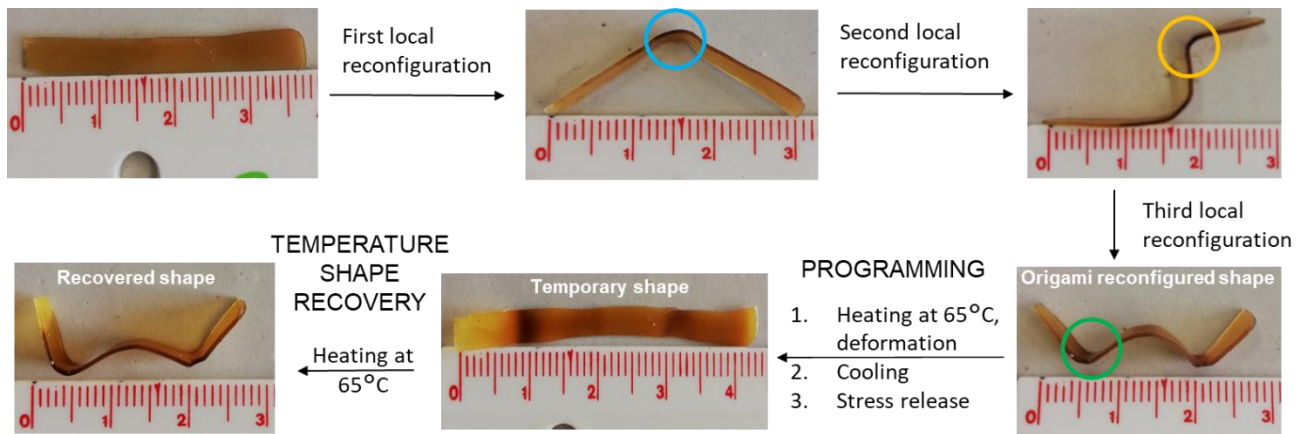 First local
reconfiguration
Second local
reconfiguration
0 1 2 3
0 1 2 3
0 1 2 3
Third local
reconfiguration
TEMPERATURE
SHAPE
RECOVERY
Heating at
65°C
PROGRAMMING
1. Heating at 65°C,
deformation
2. Cooling
3. Stress release
Recovered shape
Temporary shape
Origami reconfigured shape
0 1 2 3
0 1 2 3 4
0 1 2 3